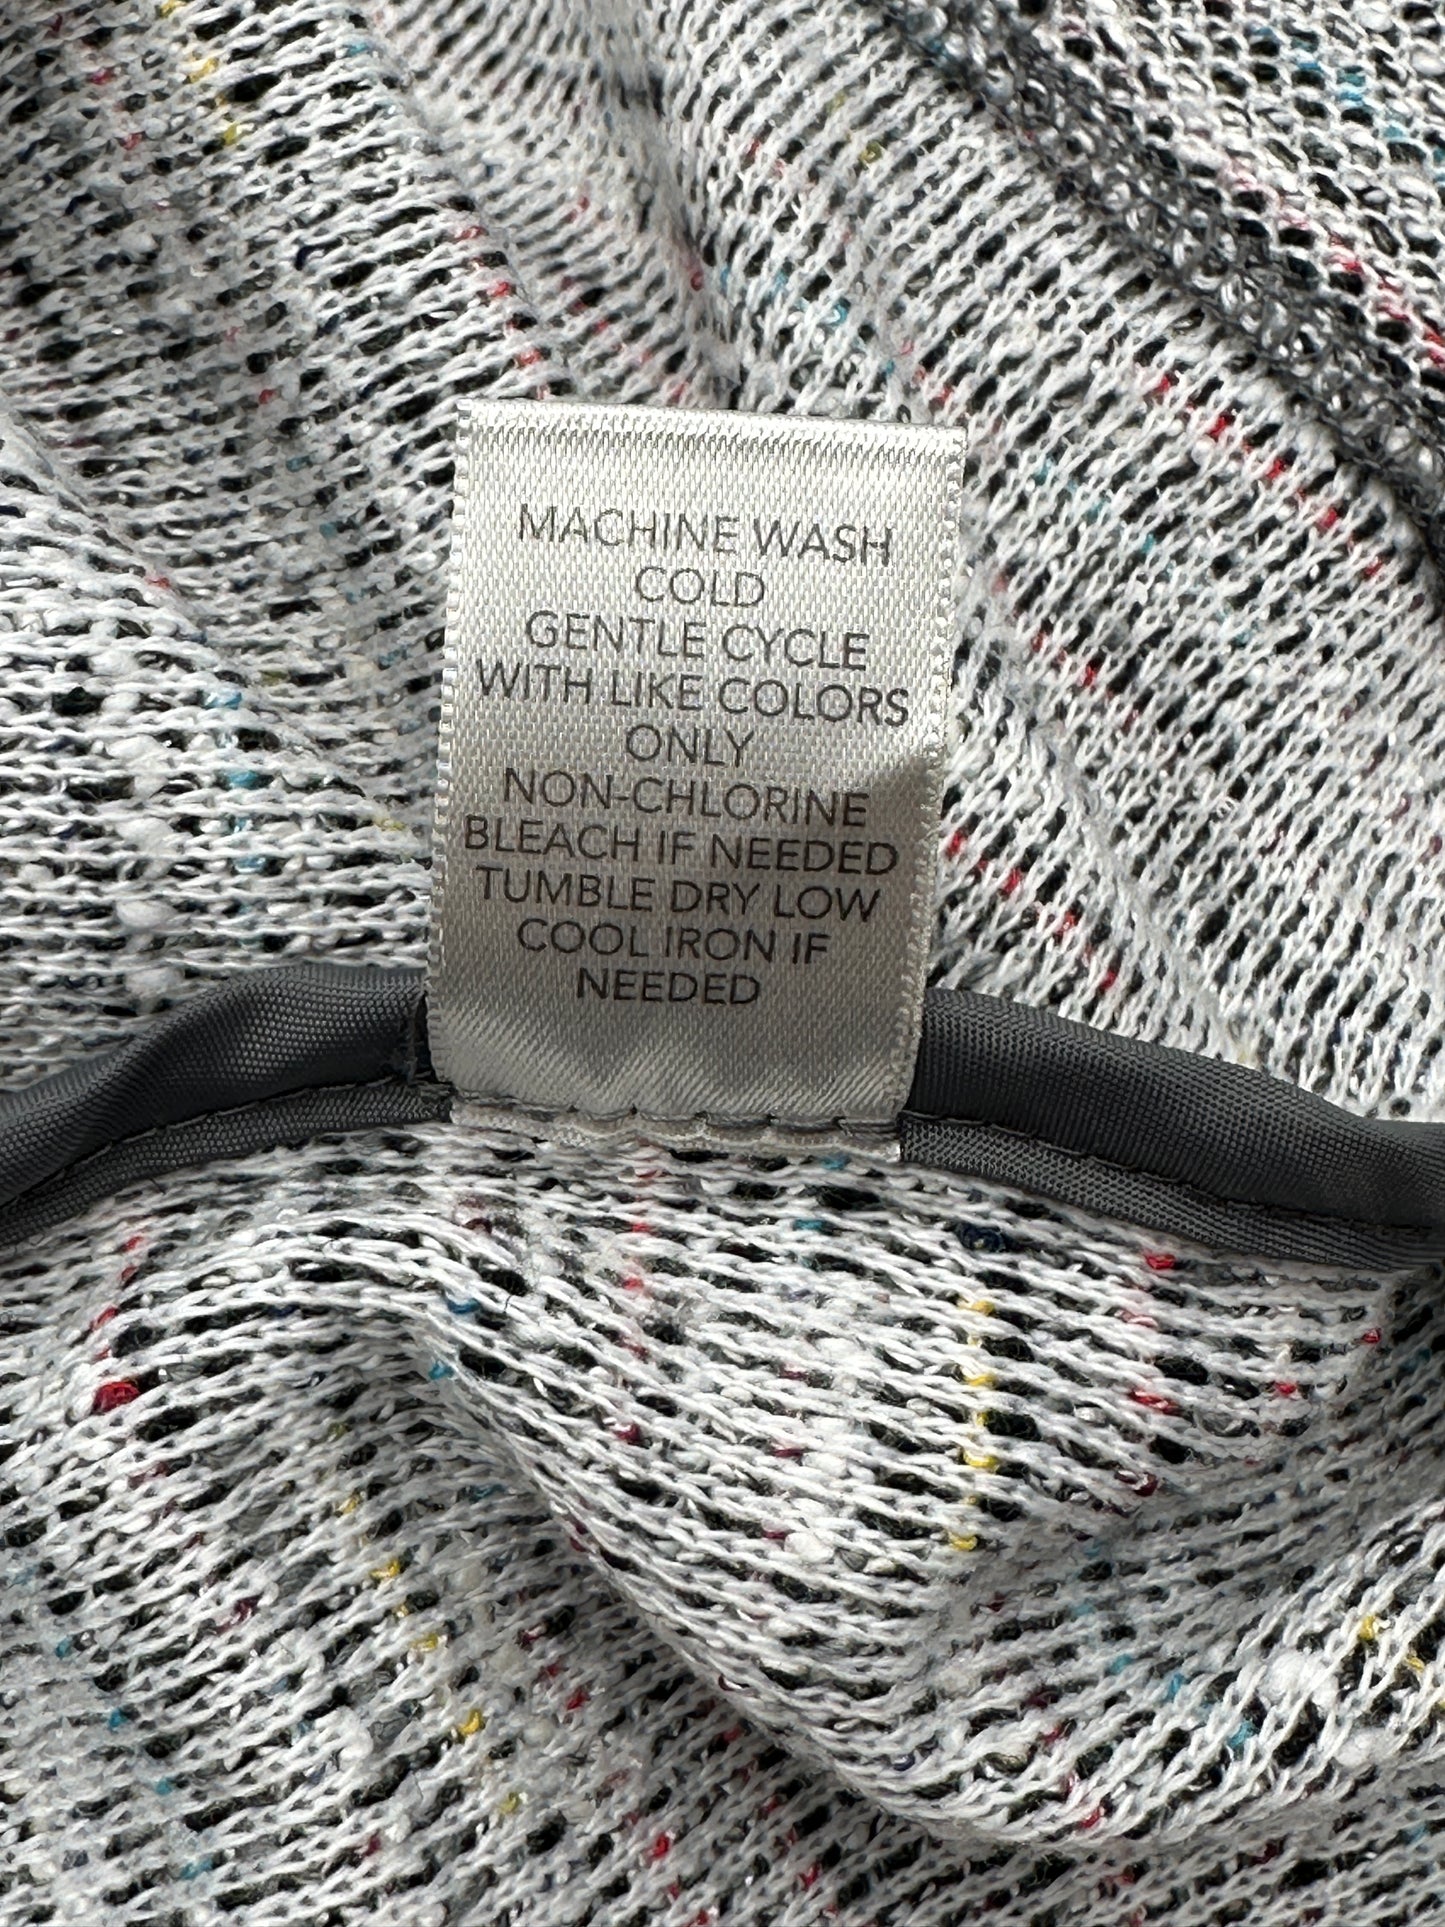 MACHINE WASH
COLD
GENTLE CYCLE
WITH LIKE COLORS
ONLY
NON-CHLORINE
BLEACH IF NEEDED
TUMBLE DRY LOW
COOL IRON IF
NEEDED